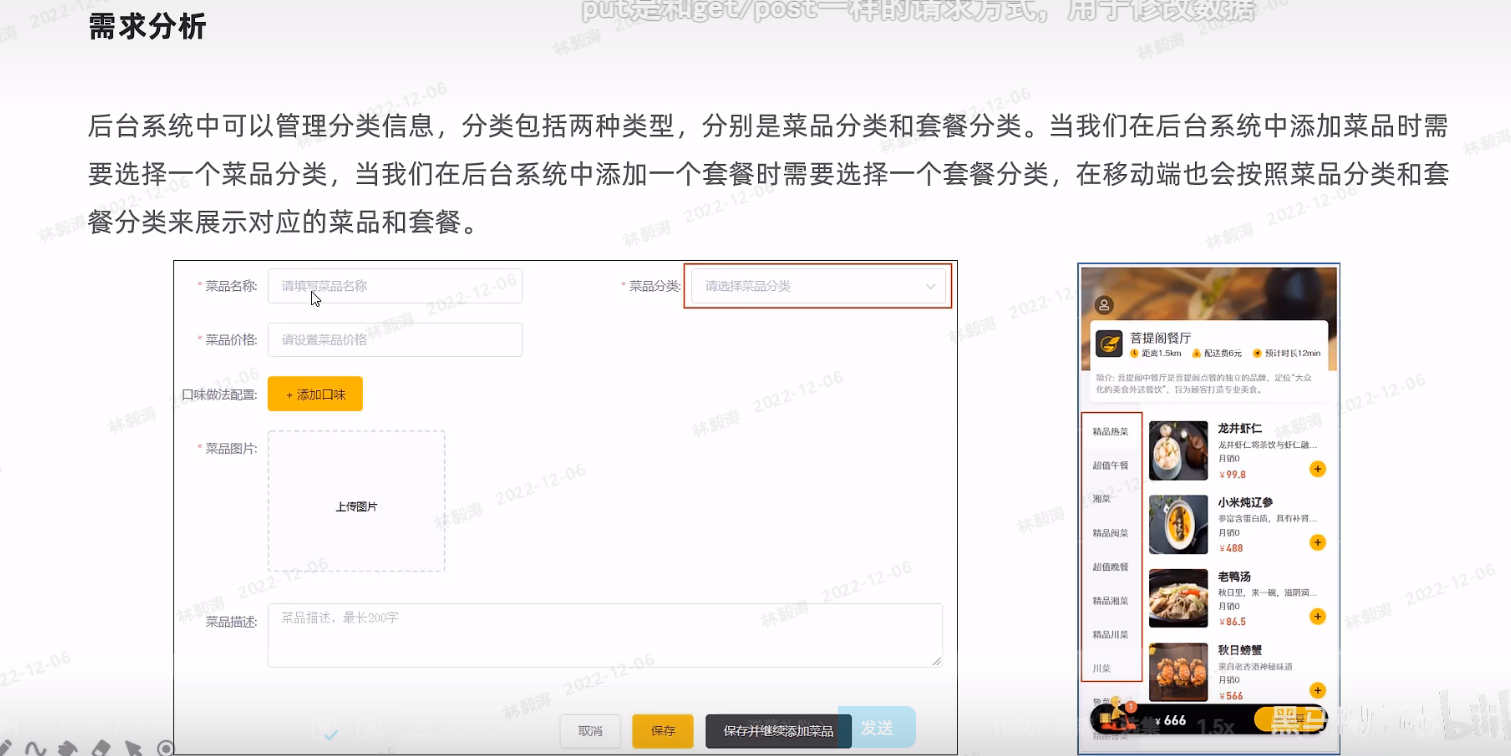 put是和get/post一样的请求方式，用于修改数据
需求分析
后台系统中可以管理分类信息，分类包括两种类型，分别是菜品分类和套餐分类。当我们在后台系统中添加菜品时需
要选择一个菜品分类，当我们在后台系统中添加一个套餐时需要选择一个套餐分类，在移动端也会按照菜品分类和套
餐分类来展示对应的菜品和套餐。
* 菜品名称: 请填写菜品名称
* 菜品分类: 请选择菜品分类
* 菜品价格: 请设置菜品价格
口味做法配置: + 添加口味
* 菜品图片:
上传图片
菜品描述: 菜品描述，最长200字
取消 保存 保存并继续添加菜品 发送
菩提阁餐厅
距离1.5km 配送费6元 预计时长12min
简介: 菩提阁中餐厅是菩提阁点餐的独立的品牌，定位“大众
化的美食外送餐饮”，旨为顾客打造专业美食。
精品热菜
超值午餐
湘菜
精品闽菜
超值晚餐
精品湘菜
精品川菜
川菜
龙井虾仁
龙井虾仁将茶饮与虾仁融...
月销0
¥99.8
小米炖辽参
参富含蛋白质，具有补肾...
月销0
¥488
老鸭汤
秋日里，来一碗，滋阴润...
月销0
¥86.5
秋日螃蟹
来自老香港神秘味道
月销0
¥566
1
¥ 666
1.5x
林毅涛 2022-12-06